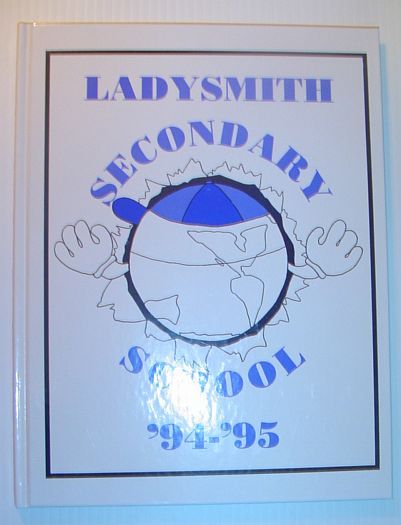 LADYSMITH
SECONDARY
SCHOOL
'94-'95